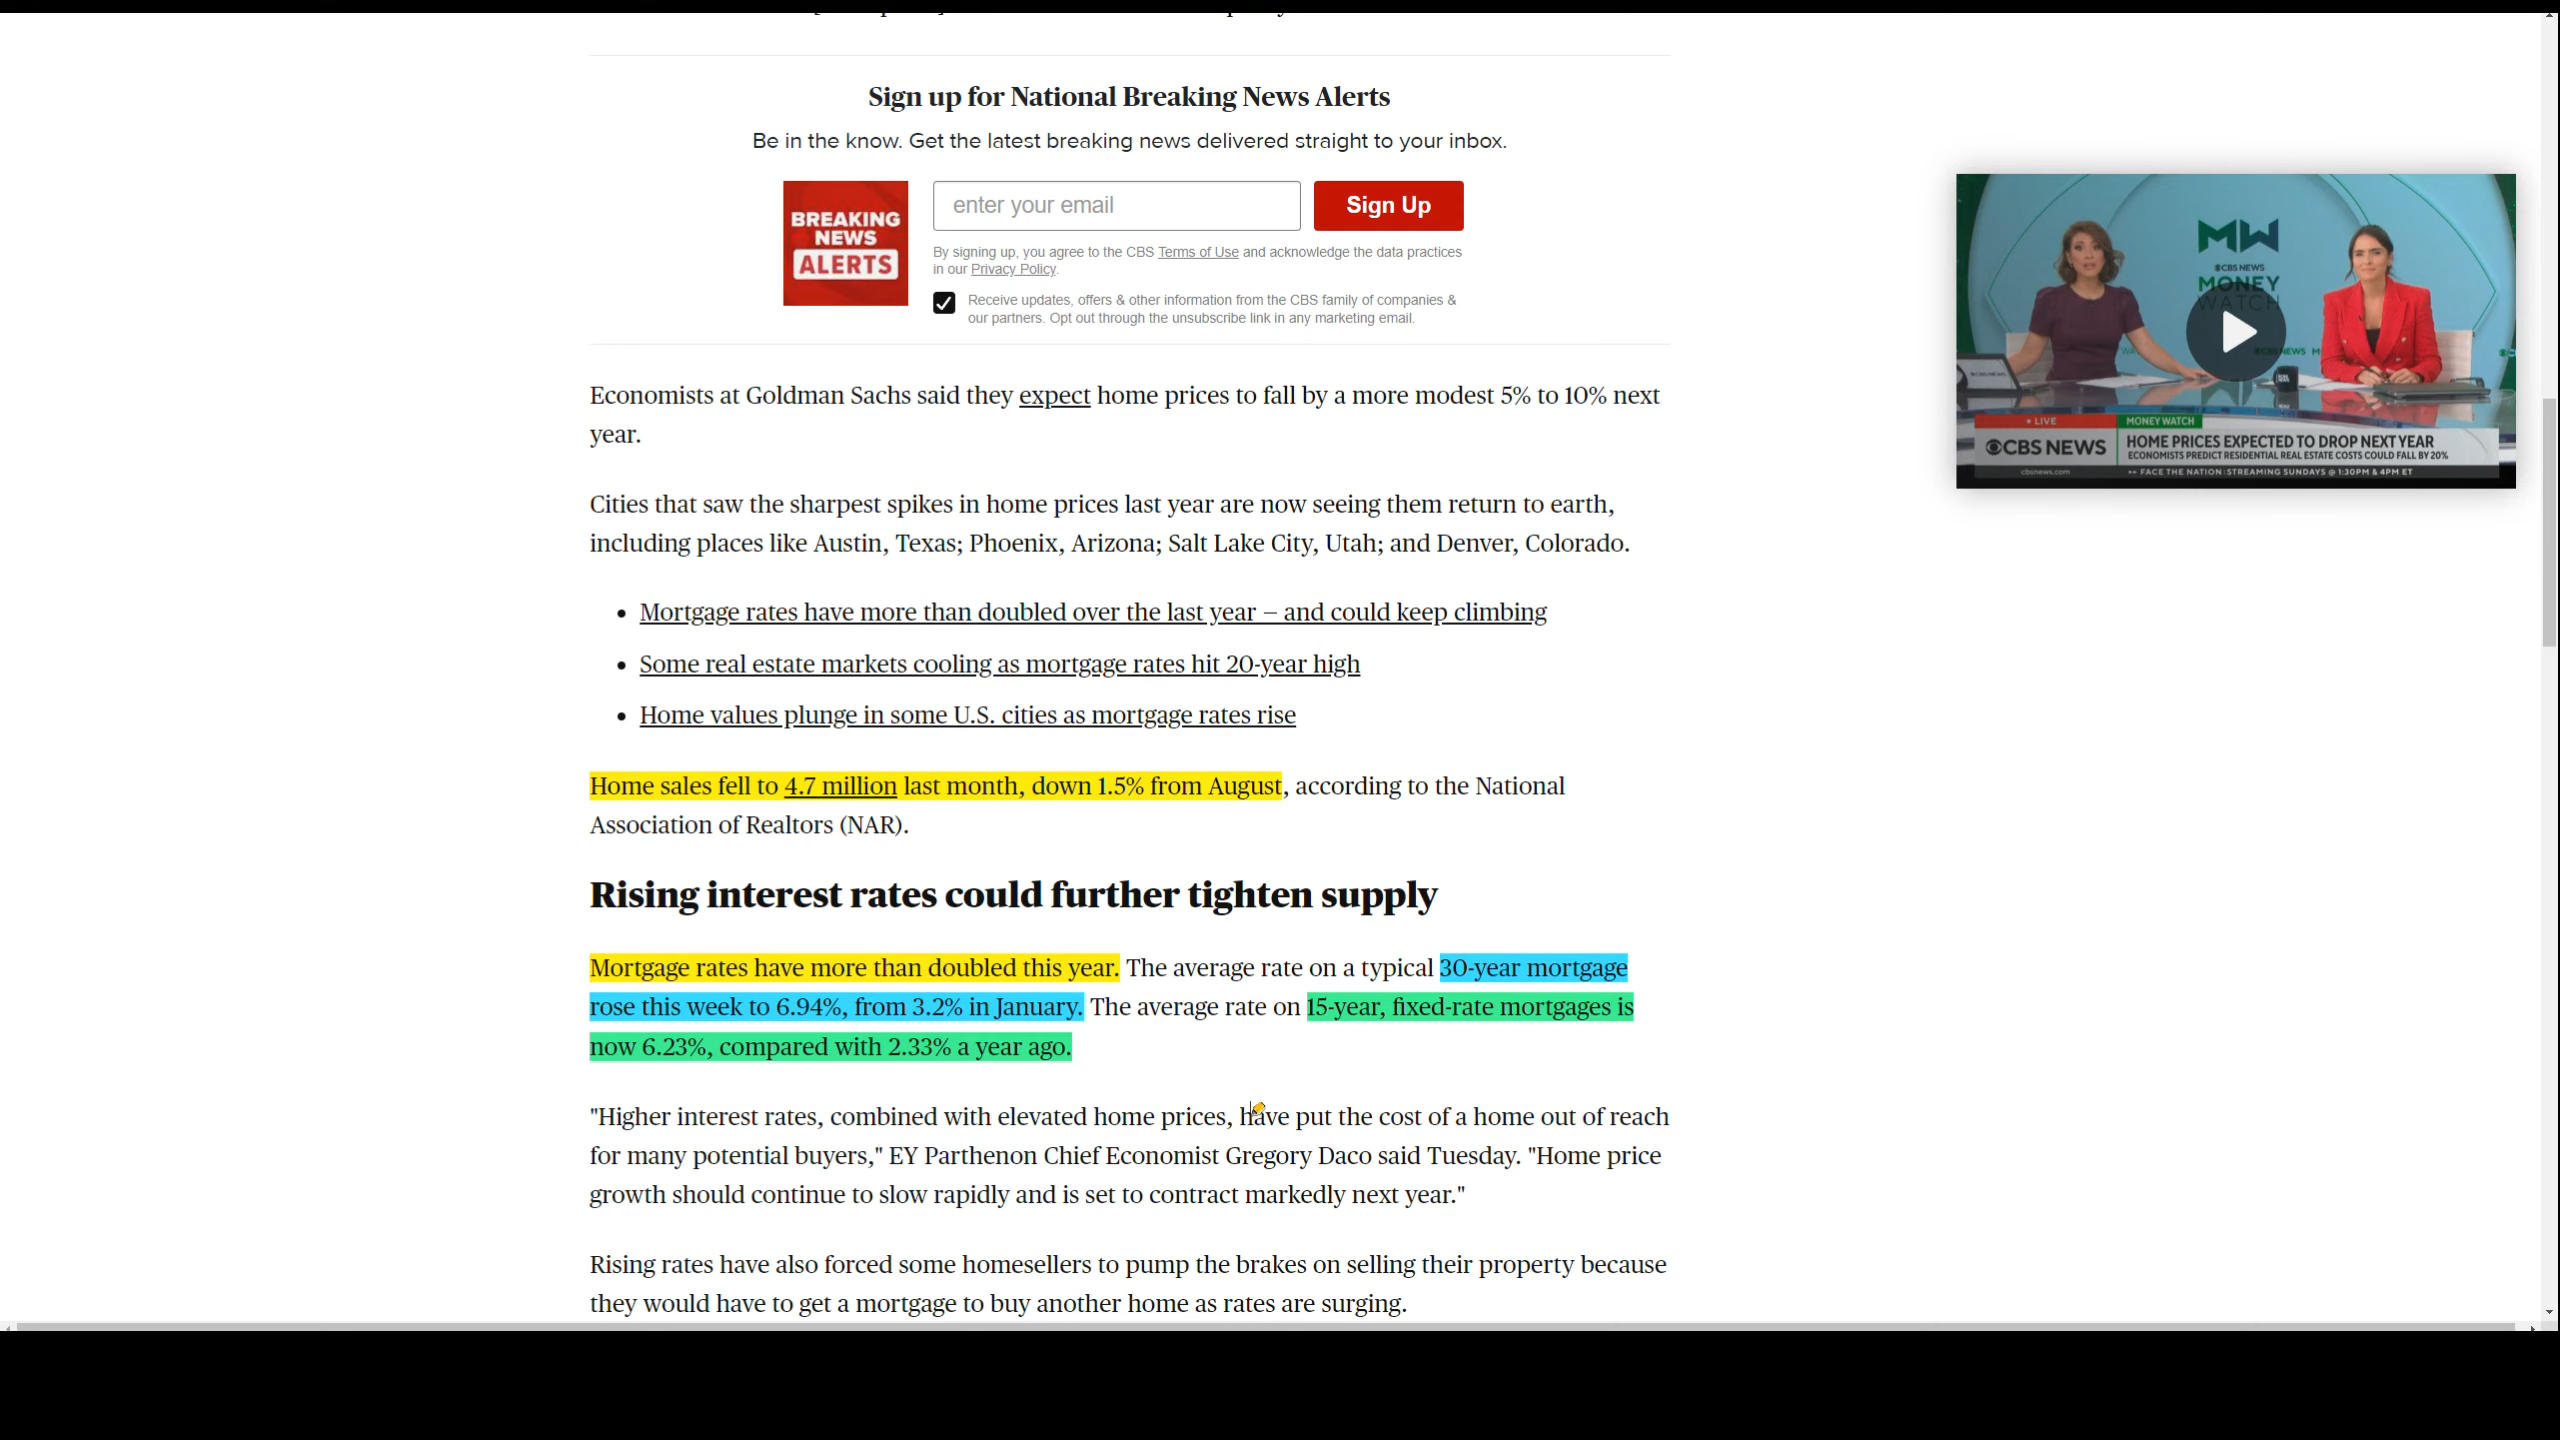 Sign up for National Breaking News Alerts
Be in the know. Get the latest breaking news delivered straight to your inbox.
BREAKING
NEWS
ALERTS
enter your email
Sign Up
By signing up, you agree to the CBS Terms of Use and acknowledge the data practices
in our Privacy Policy.
Receive updates, offers & other information from the CBS family of companies &
our partners. Opt out through the unsubscribe link in any marketing email.
MW
CBS NEWS
MONEY
WATCH
LIVE
MONEYWATCH
CBS NEWS
HOME PRICES EXPECTED TO DROP NEXT YEAR
ECONOMISTS PREDICT RESIDENTIAL REAL ESTATE COSTS COULD FALL BY 20%
cbsnews.com
FACE THE NATION: STREAMING SUNDAYS @ 1:30PM & 4PM ET
Economists at Goldman Sachs said they expect home prices to fall by a more modest 5% to 10% next
year.
Cities that saw the sharpest spikes in home prices last year are now seeing them return to earth,
including places like Austin, Texas; Phoenix, Arizona; Salt Lake City, Utah; and Denver, Colorado.
• Mortgage rates have more than doubled over the last year – and could keep climbing
• Some real estate markets cooling as mortgage rates hit 20-year high
• Home values plunge in some U.S. cities as mortgage rates rise
Home sales fell to 4.7 million last month, down 1.5% from August, according to the National
Association of Realtors (NAR).
Rising interest rates could further tighten supply
Mortgage rates have more than doubled this year. The average rate on a typical 30-year mortgage
rose this week to 6.94%, from 3.2% in January. The average rate on 15-year, fixed-rate mortgages is
now 6.23%, compared with 2.33% a year ago.
"Higher interest rates, combined with elevated home prices, have put the cost of a home out of reach
for many potential buyers," EY Parthenon Chief Economist Gregory Daco said Tuesday. "Home price
growth should continue to slow rapidly and is set to contract markedly next year."
Rising rates have also forced some homesellers to pump the brakes on selling their property because
they would have to get a mortgage to buy another home as rates are surging.